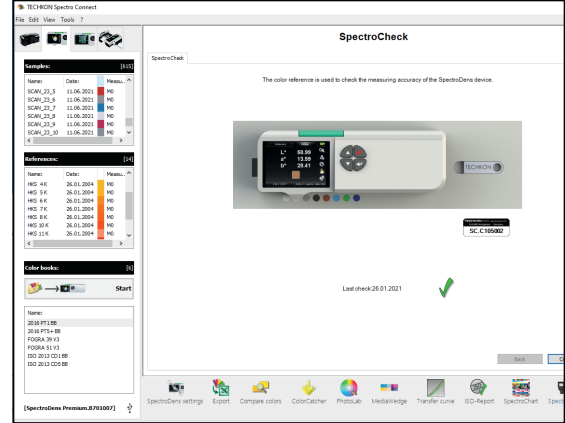 TECHKON Spectro Connect
File Edit View Tools ?
SpectroCheck
SpectroCheck
The color reference is used to check the measuring accuracy of the SpectroDens device.
Samples: [615]
Name: Date: Measu..
SCAN_23_5 11.06.2021 M0
SCAN_23_6 11.06.2021 M0
SCAN_23_7 11.06.2021 M0
SCAN_23_8 11.06.2021 M0
SCAN_23_9 11.06.2021 M0
SCAN_23_10 11.06.2021 M0
References: [14]
Name: Date: Measu..
HKS 4 K 26.01.2004 M0
HKS 5 K 26.01.2004 M0
HKS 6 K 26.01.2004 M0
HKS 7 K 26.01.2004 M0
HKS 8 K 26.01.2004 M0
HKS 10 K 26.01.2004 M0
HKS 11 K 26.01.2004 M0
Color books: [6]
Start
Name:
2016 PT1 BB
2016 PT5+ BB
FOGRA 39 V3
FOGRA 51 V3
ISO 2013 CD1 BB
ISO 2013 CD5 BB
[SpectroDens Premium.B701007]
L* 58.99
a* 13.59
b* 28.41
TECHKON
SC.C105002
Last check:26.01.2021
Back
SpectroDens settings Export Compare colors ColorCatcher PhotoLab MediaWedge Transfer curve ISO-Report SpectroChart Spect